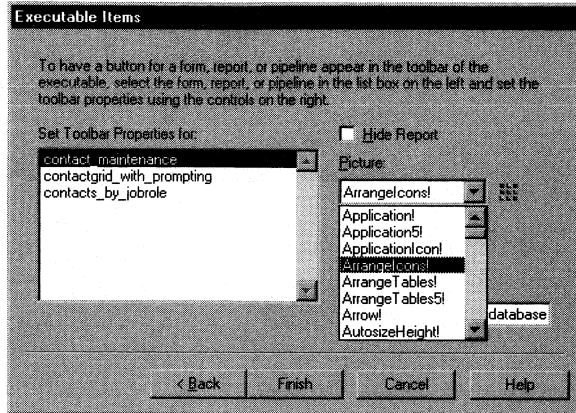 Executable Items
To have a button for a form, report, or pipeline appear in the toolbar of the
executable, select the form, report, or pipeline in the list box on the left and set the
toolbar properties using the controls on the right.
Set Toolbar Properties for:
contact_maintenance
contactgrid_with_prompting
contacts_by_jobrole
Hide Report
Picture:
ArrangeIcons!
Application!
Application5!
ApplicationIcon!
ArrangeIcons!
ArrangeTables!
ArrangeTables5!
Arrow!
AutosizeHeight!
database
< Back
Finish
Cancel
Help